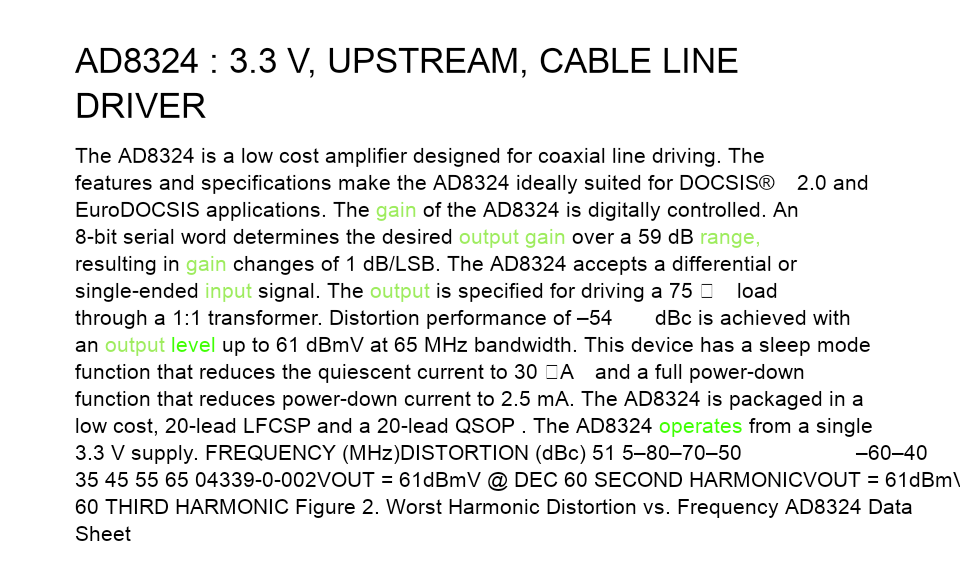 AD8324 : 3.3 V, UPSTREAM, CABLE LINE
DRIVER
The AD8324 is a low cost amplifier designed for coaxial line driving. The
features and specifications make the AD8324 ideally suited for DOCSIS® 2.0 and
EuroDOCSIS applications. The gain of the AD8324 is digitally controlled. An
8-bit serial word determines the desired output gain over a 59 dB range,
resulting in gain changes of 1 dB/LSB. The AD8324 accepts a differential or
single-ended input signal. The output is specified for driving a 75 □ load
through a 1:1 transformer. Distortion performance of –54 dBc is achieved with
an output level up to 61 dBmV at 65 MHz bandwidth. This device has a sleep mode
function that reduces the quiescent current to 30 □A and a full power-down
function that reduces power-down current to 2.5 mA. The AD8324 is packaged in a
low cost, 20-lead LFCSP and a 20-lead QSOP . The AD8324 operates from a single
3.3 V supply. FREQUENCY (MHz)DISTORTION (dBc) 51 5–80–70–50 –60–40
35 45 55 65 04339-0-002VOUT = 61dBmV @ DEC 60 SECOND HARMONICVOUT = 61dBmV
60 THIRD HARMONIC Figure 2. Worst Harmonic Distortion vs. Frequency AD8324 Data
Sheet